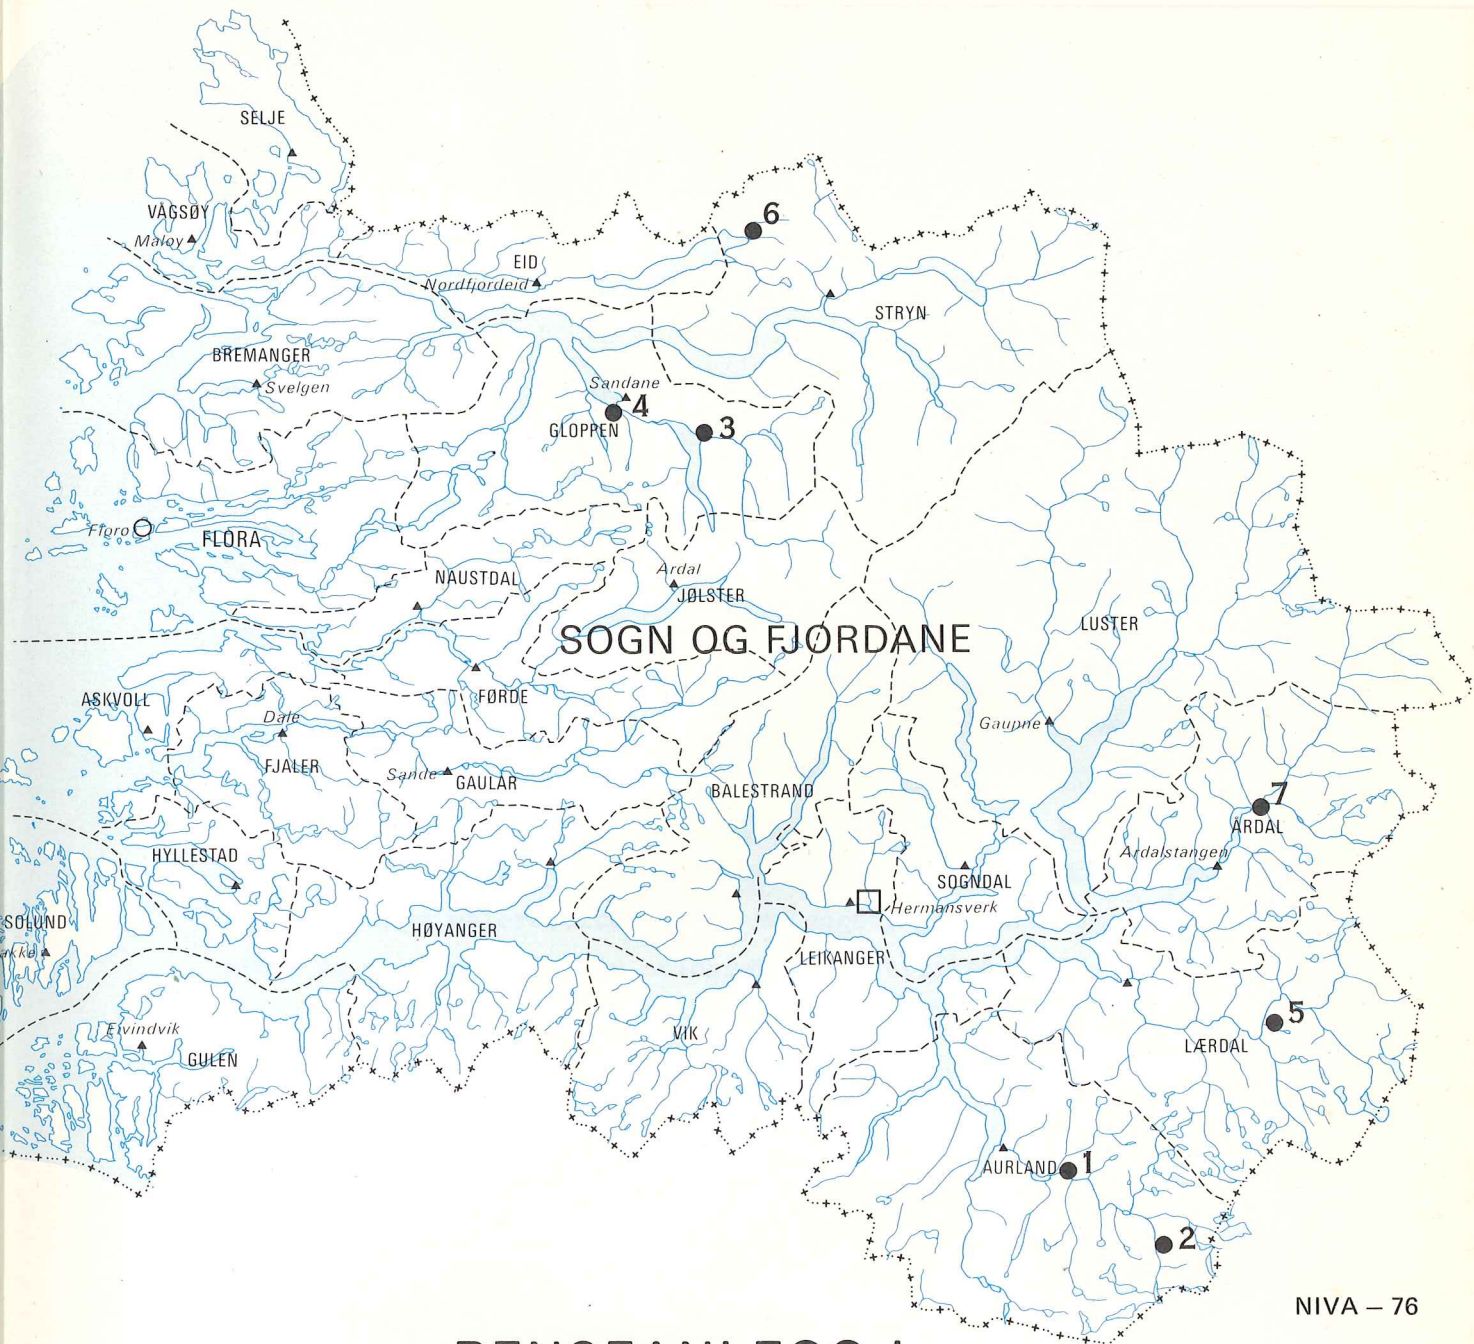 SELJE
VÅGSØY
Måløy
6
EID
Nordfjordeid
STRYN
BREMANGER
Svelgen
Sandane
4
GLOPPEN
3
Florø
FLORA
NAUSTDAL
Årdal
JØLSTER
LUSTER
SOGN OG FJORDANE
ASKVOLL
FØRDE
Dale
Gaupne
FJALER
Sande
GAULAR
BALESTRAND
7
ÅRDAL
HYLLESTAD
Årdalstangen
SOGNDAL
Hermansverk
SOLUND
HØYANGER
LEIKANGER
5
Eivindvik
VIK
LÆRDAL
GULEN
AURLAND
1
2
NIVA – 76